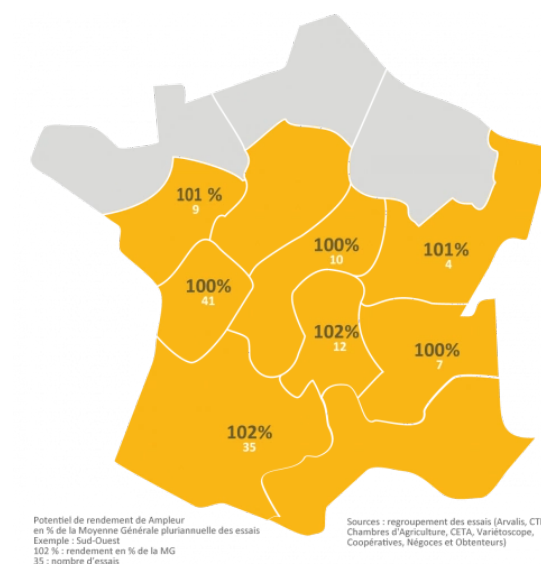 101 %
9
100%
10
101%
4
100%
41
102%
12
100%
7
102%
35
Potentiel de rendement de Ampleur
en % de la Moyenne Générale pluriannuelle des essais
Exemple : Sud-Ouest
102 % : rendement en % de la MG
35 : nombre d'essais
Sources : regroupement des essais (Arvalis, CT
Chambres d'Agriculture, CETA, Variétoscope,
Coopératives, Négoces et Obtenteurs)